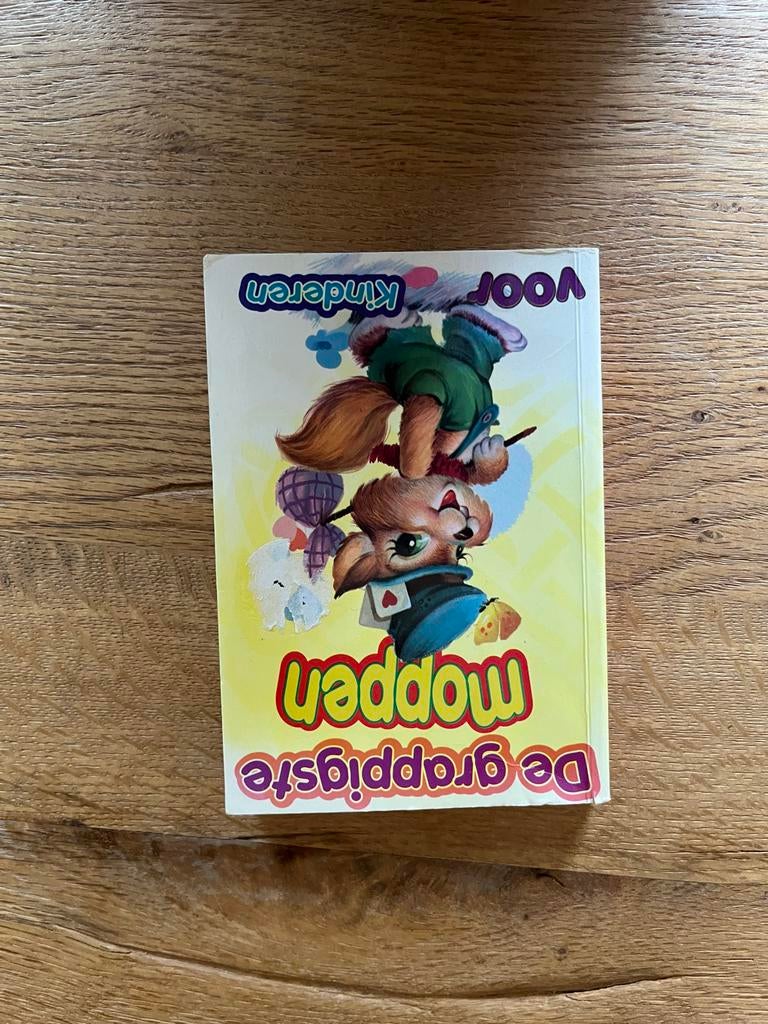 De grappigste
moppen
voor Kinderen